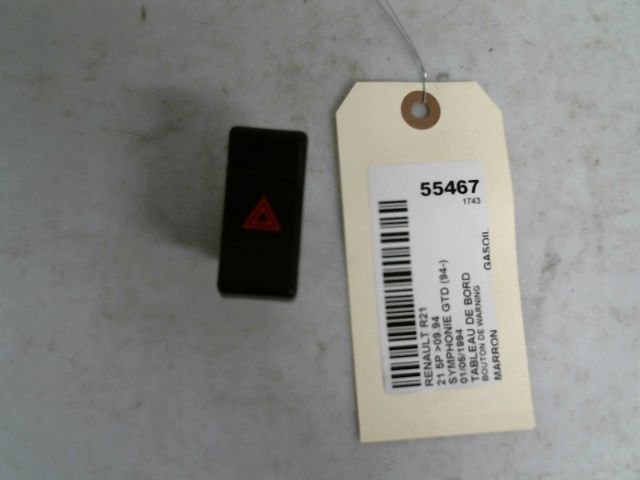 55467
1743
RENAULT R21
21 5P >09.94
SYMPHONIE GTD (94-)
01/05/1994 GASOIL
TABLEAU DE BORD
BOUTON DE WARNING
MARRON